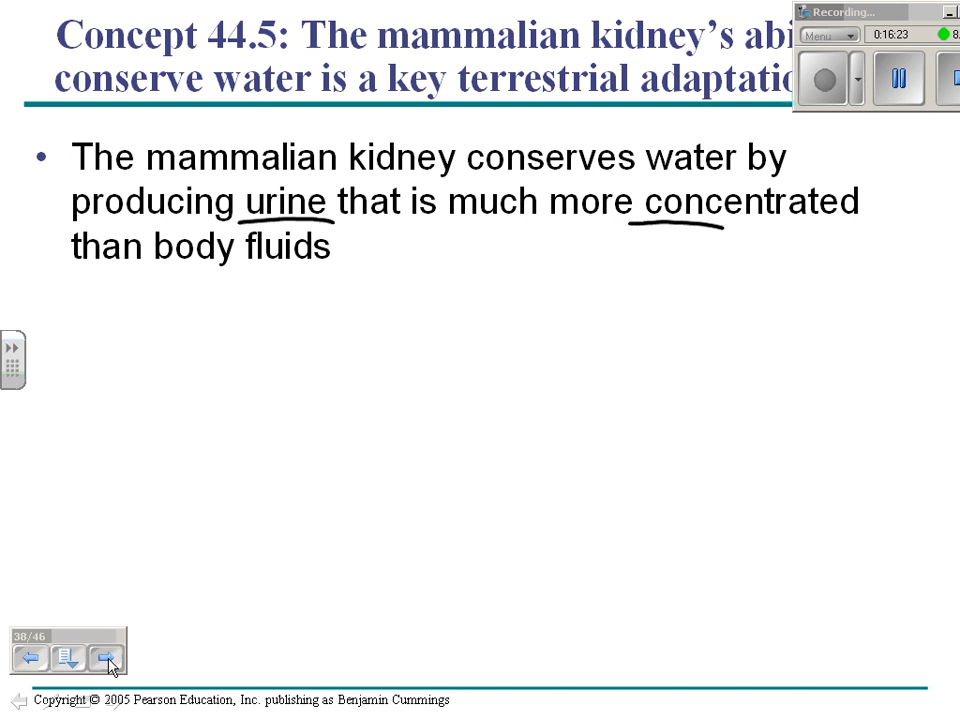 Concept 44.5: The mammalian kidney's abi
conserve water is a key terrestrial adaptatio
Recording...
Menu
0:16:23
8
• The mammalian kidney conserves water by
producing urine that is much more concentrated
than body fluids
38/46
Copyright © 2005 Pearson Education, Inc. publishing as Benjamin Cummings